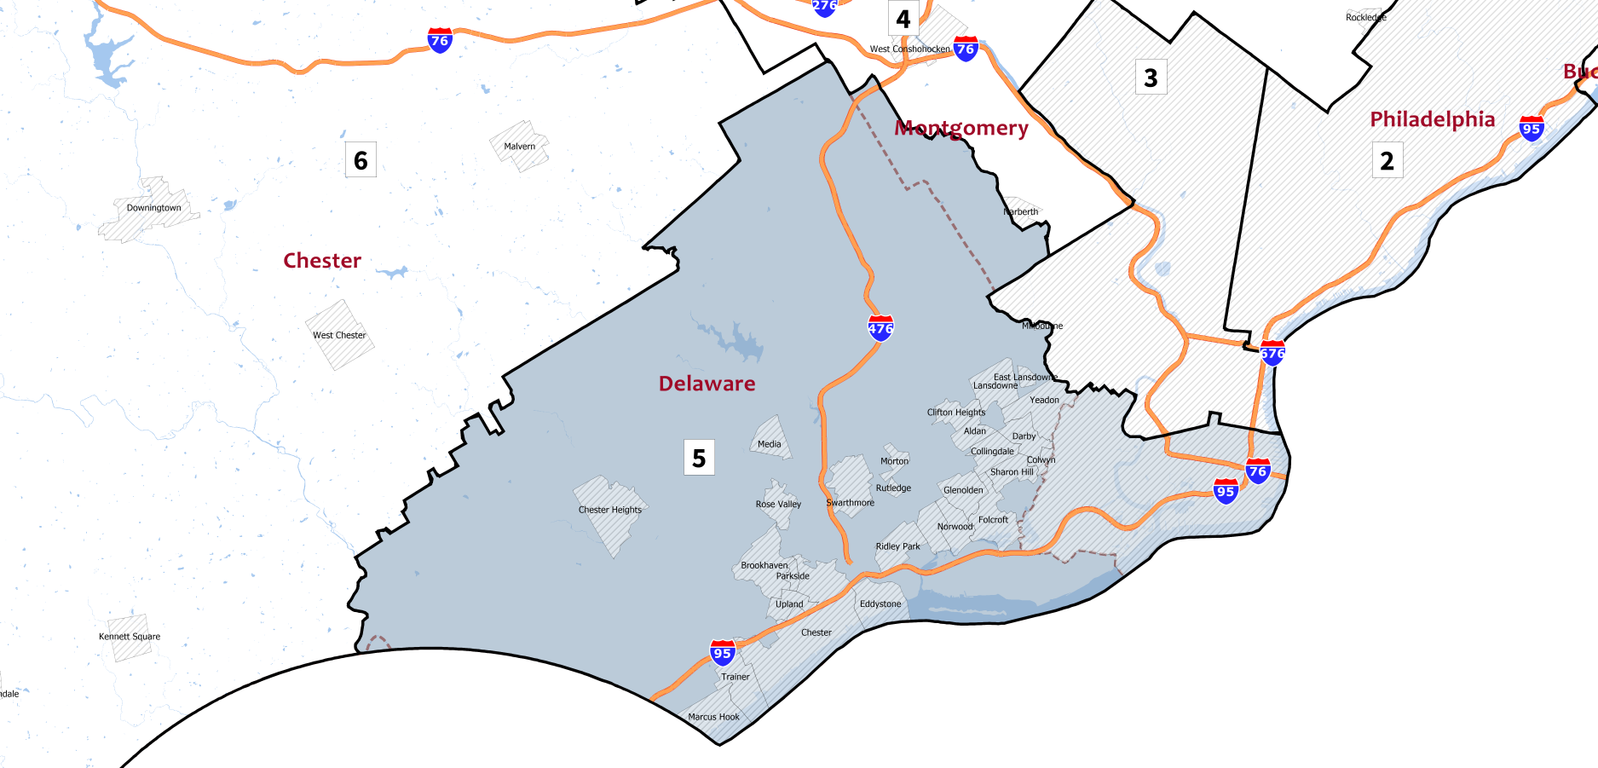 276
4
76
West Conshohocken
76
Rockledge
3
Philadelphia
95
2
Montgomery
Malvern
6
Downingtown
Narberth
Chester
West Chester
476
Millbourne
676
Delaware
East Lansdowne
Lansdowne
Yeadon
Clifton Heights
Aldan
Darby
Media
Collingdale
Colwyn
5
Morton
Sharon Hill
76
Rutledge
Glenolden
95
Swarthmore
Rose Valley
Chester Heights
Folcroft
Norwood
Ridley Park
Brookhaven
Parkside
Upland
Eddystone
Chester
Kennett Square
95
Trainer
Marcus Hook